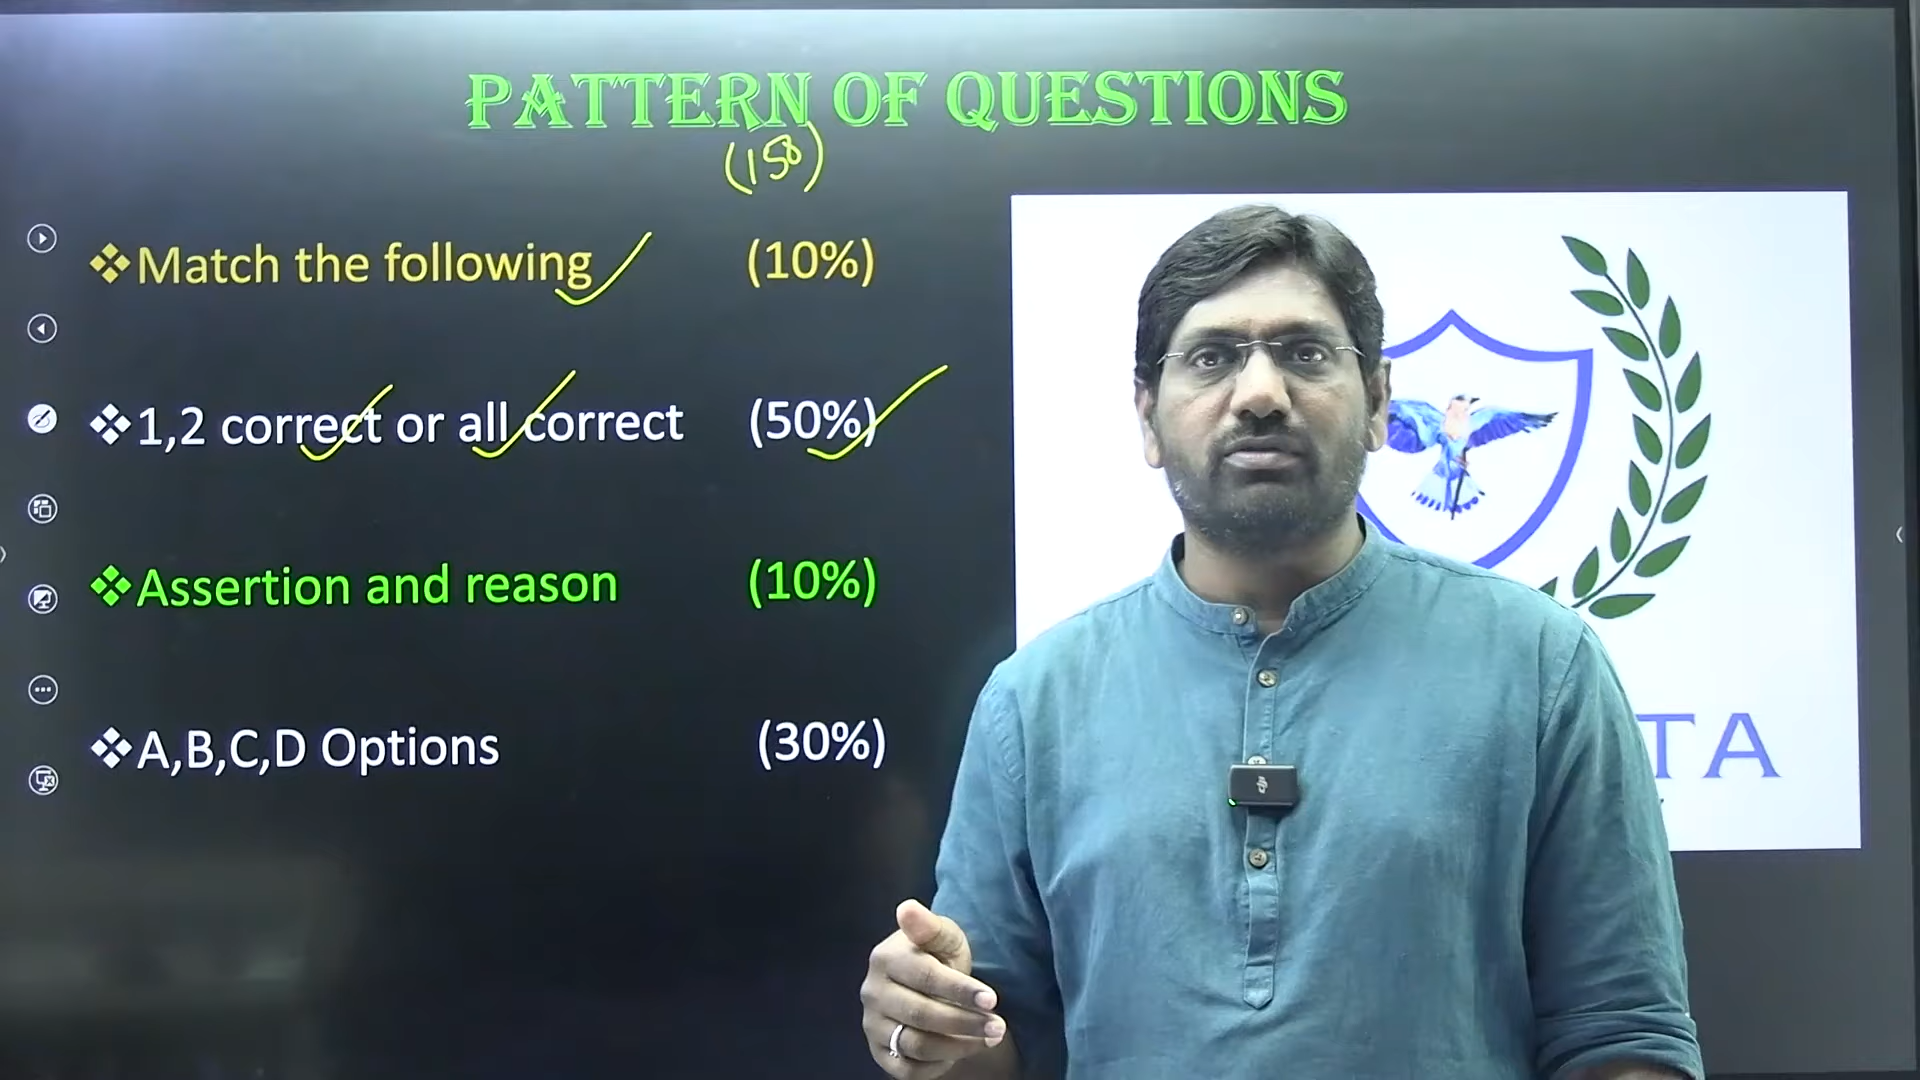 PATTERN OF QUESTIONS
(150)
❖Match the following (10%)
❖1,2 correct or all correct (50%)
❖Assertion and reason (10%)
❖A,B,C,D Options (30%)
TA